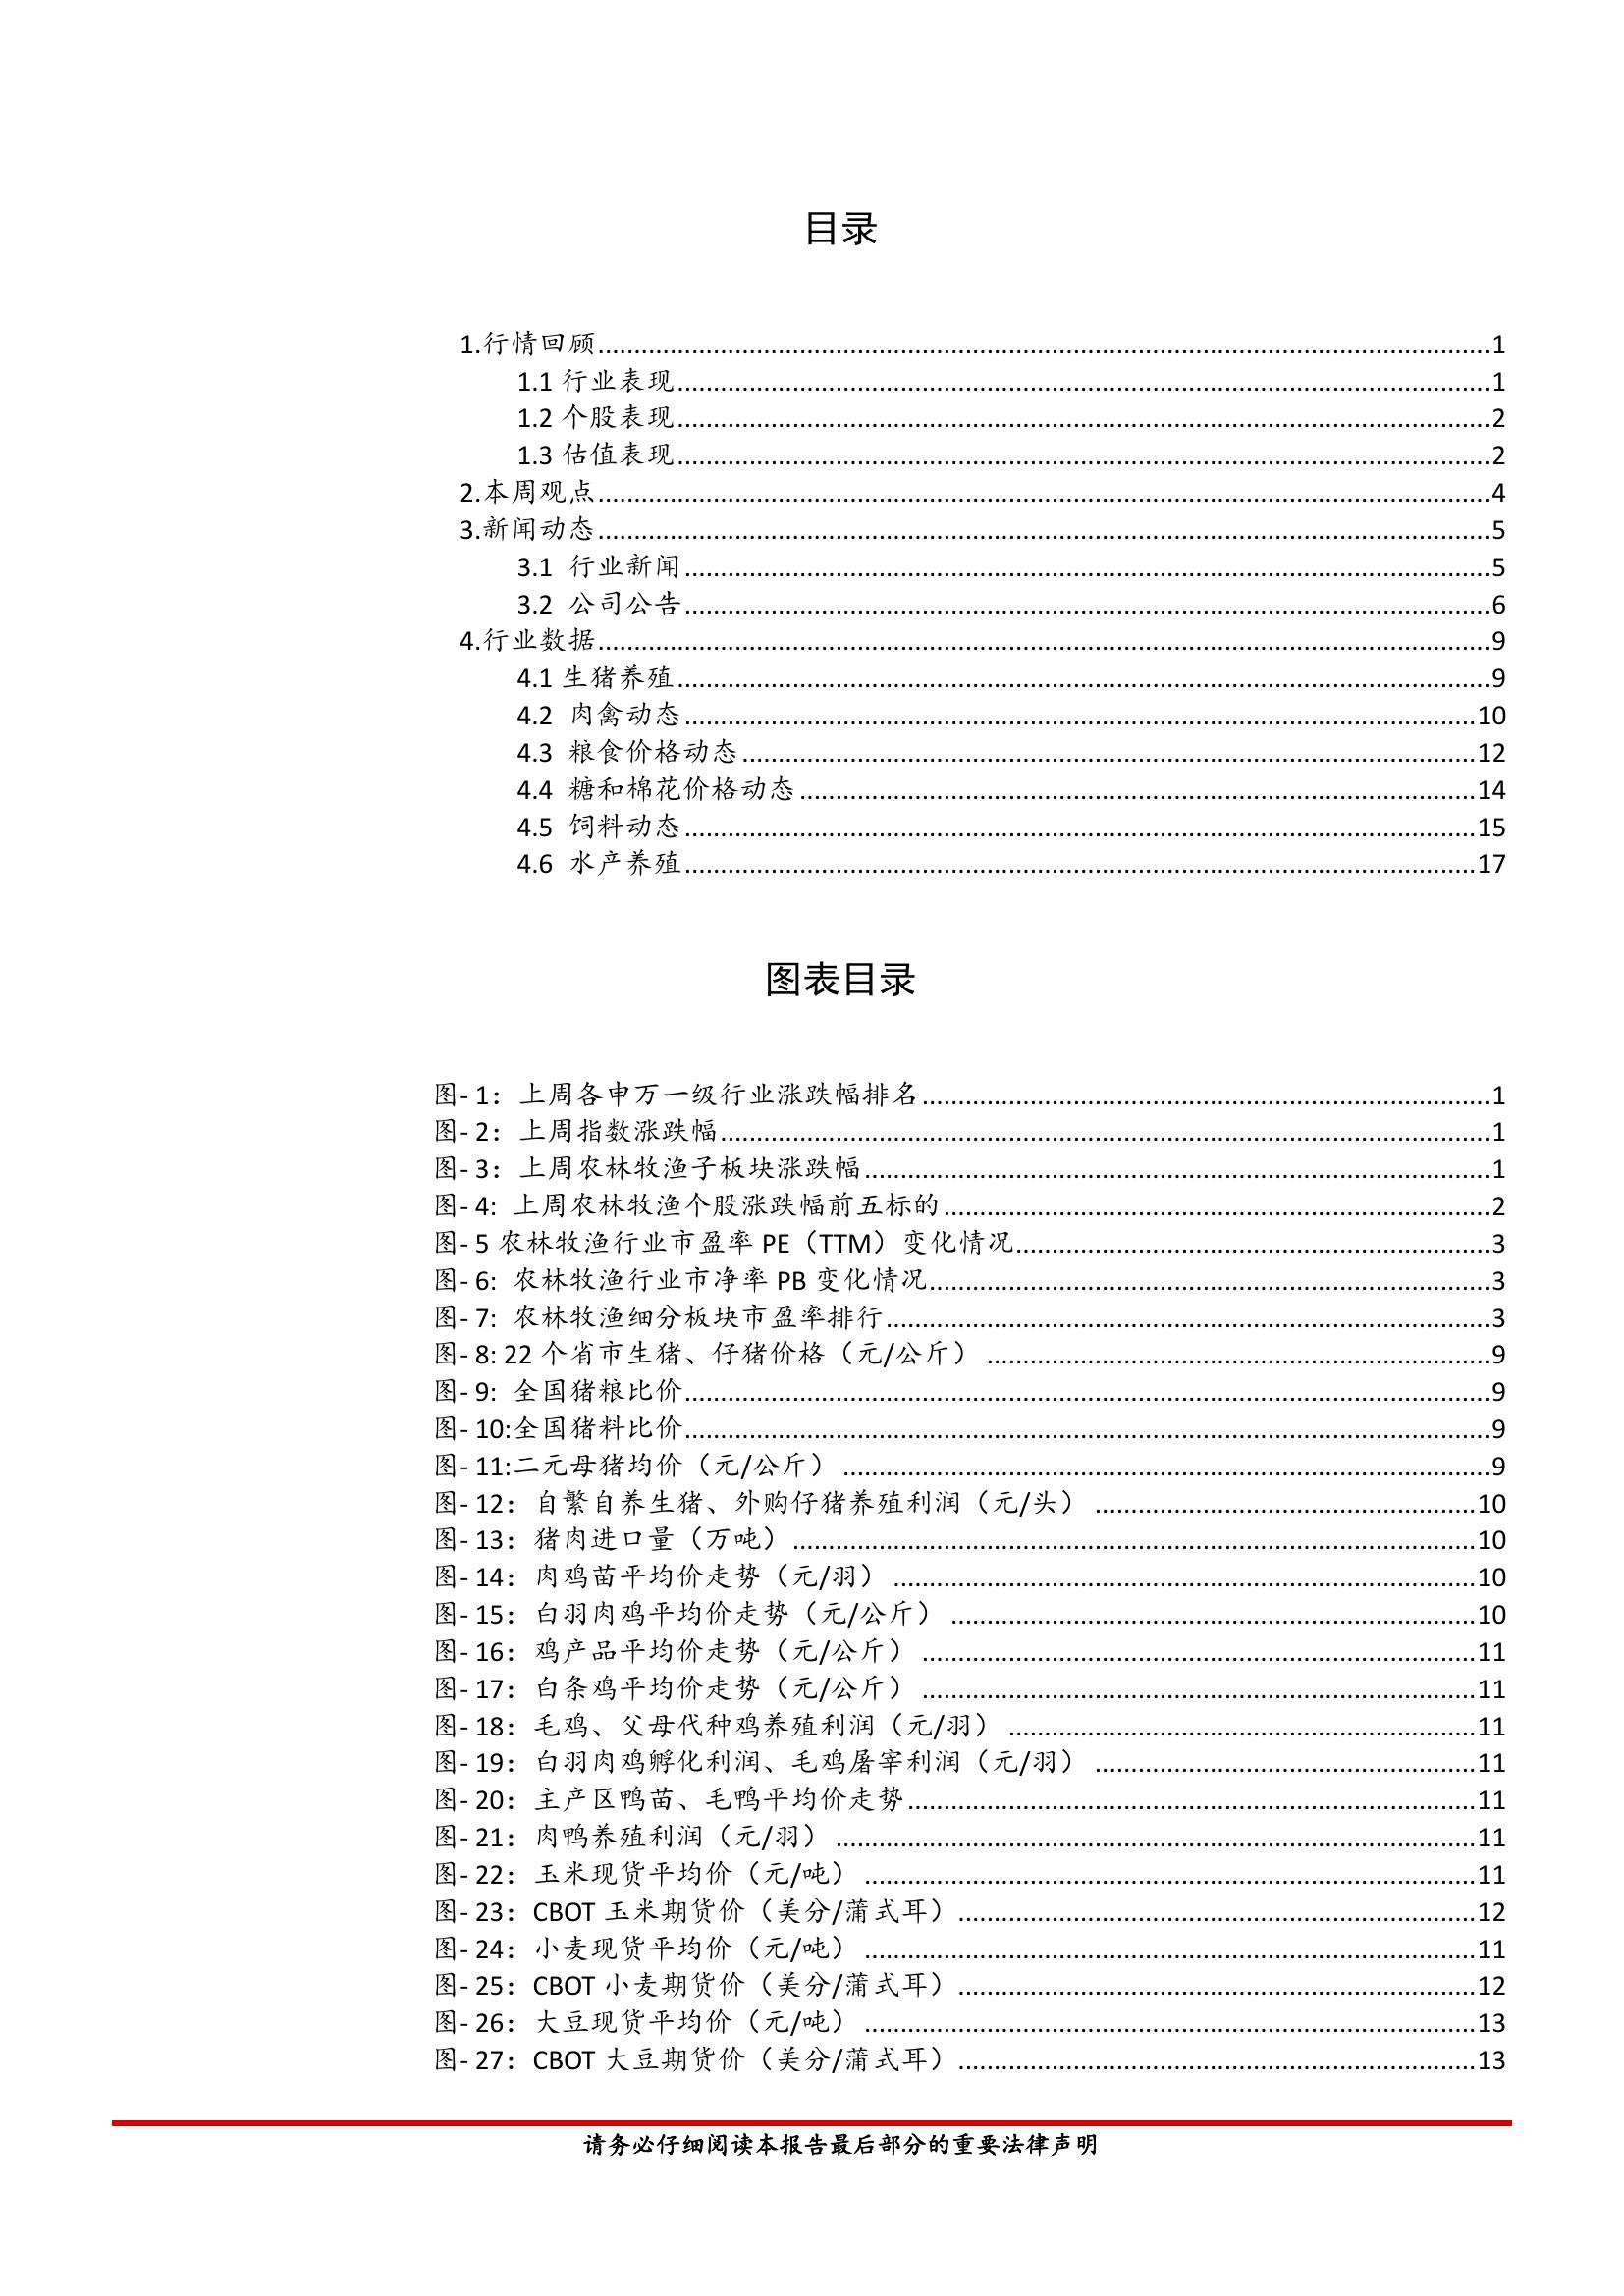 目录
1.行情回顾........1
1.1 行业表现........1
1.2 个股表现........2
1.3 估值表现........2
2.本周观点........4
3.新闻动态........5
3.1 行业新闻........5
3.2 公司公告........6
4.行业数据........9
4.1 生猪养殖........9
4.2 肉禽动态........10
4.3 粮食价格动态........12
4.4 糖和棉花价格动态........14
4.5 饲料动态........15
4.6 水产养殖........17
图表目录
图- 1：上周各申万一级行业涨跌幅排名........1
图- 2：上周指数涨跌幅........1
图- 3：上周农林牧渔子板块涨跌幅........1
图- 4: 上周农林牧渔个股涨跌幅前五标的........2
图- 5 农林牧渔行业市盈率 PE（TTM）变化情况........3
图- 6: 农林牧渔行业市净率 PB 变化情况........3
图- 7: 农林牧渔细分板块市盈率排行........3
图- 8: 22 个省市生猪、仔猪价格（元/公斤）........9
图- 9: 全国猪粮比价........9
图- 10:全国猪料比价........9
图- 11:二元母猪均价（元/公斤）........9
图- 12：自繁自养生猪、外购仔猪养殖利润（元/头）........10
图- 13：猪肉进口量（万吨）........10
图- 14：肉鸡苗平均价走势（元/羽）........10
图- 15：白羽肉鸡平均价走势（元/公斤）........10
图- 16：鸡产品平均价走势（元/公斤）........11
图- 17：白条鸡平均价走势（元/公斤）........11
图- 18：毛鸡、父母代种鸡养殖利润（元/羽）........11
图- 19：白羽肉鸡孵化利润、毛鸡屠宰利润（元/羽）........11
图- 20：主产区鸭苗、毛鸭平均价走势........11
图- 21：肉鸭养殖利润（元/羽）........11
图- 22：玉米现货平均价（元/吨）........11
图- 23：CBOT 玉米期货价（美分/蒲式耳）........12
图- 24：小麦现货平均价（元/吨）........11
图- 25：CBOT 小麦期货价（美分/蒲式耳）........12
图- 26：大豆现货平均价（元/吨）........13
图- 27：CBOT 大豆期货价（美分/蒲式耳）........13
请务必仔细阅读本报告最后部分的重要法律声明